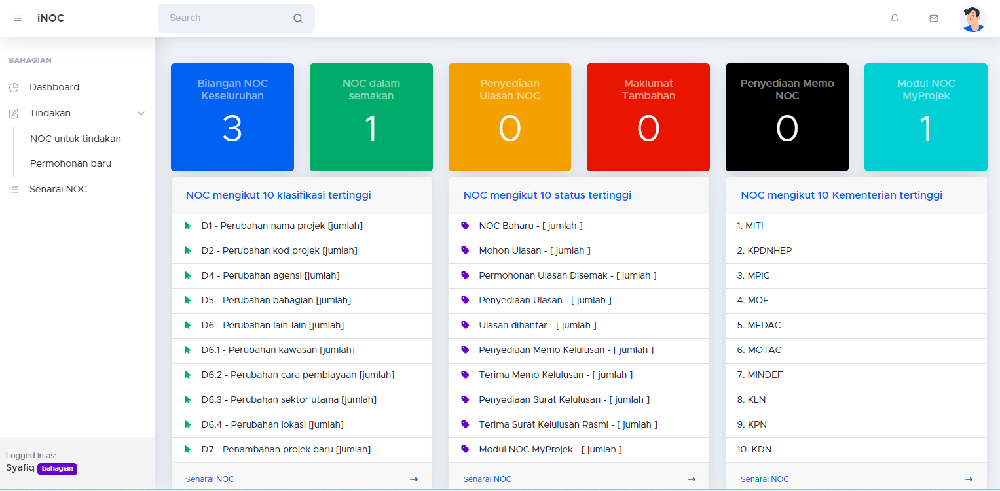 iNOC
Search
BAHAGIAN
Dashboard
Tindakan
NOC untuk tindakan
Permohonan baru
Senarai NOC
Logged in as:
Syafiq bahagian
Bilangan NOC
Keseluruhan
3
NOC dalam
semakan
1
Penyediaan
Ulasan NOC
0
Maklumat
Tambahan
0
Penyediaan Memo
NOC
0
Modul NOC
MyProjek
1
NOC mengikut 10 klasifikasi tertinggi
D1 - Perubahan nama projek [jumlah]
D2 - Perubahan kod projek [jumlah]
D4 - Perubahan agensi [jumlah]
D5 - Perubahan bahagian [jumlah]
D6 - Perubahan lain-lain [jumlah]
D6.1 - Perubahan kawasan [jumlah]
D6.2 - Perubahan cara pembiayaan [jumlah]
D6.3 - Perubahan sektor utama [jumlah]
D6.4 - Perubahan lokasi [jumlah]
D7 - Penambahan projek baru [jumlah]
Senarai NOC
NOC mengikut 10 status tertinggi
NOC Baharu - [ jumlah ]
Mohon Ulasan - [ jumlah ]
Permohonan Ulasan Disemak - [ jumlah ]
Penyediaan Ulasan - [ jumlah ]
Ulasan dihantar - [ jumlah ]
Penyediaan Memo Kelulusan - [ jumlah ]
Terima Memo Kelulusan - [ jumlah ]
Penyediaan Surat Kelulusan - [ jumlah ]
Terima Surat Kelulusan Rasmi - [ jumlah ]
Modul NOC MyProjek - [ jumlah ]
Senarai NOC
NOC mengikut 10 Kementerian tertinggi
1. MITI
2. KPDNHEP
3. MPIC
4. MOF
5. MEDAC
6. MOTAC
7. MINDEF
8. KLN
9. KPN
10. KDN
Senarai NOC